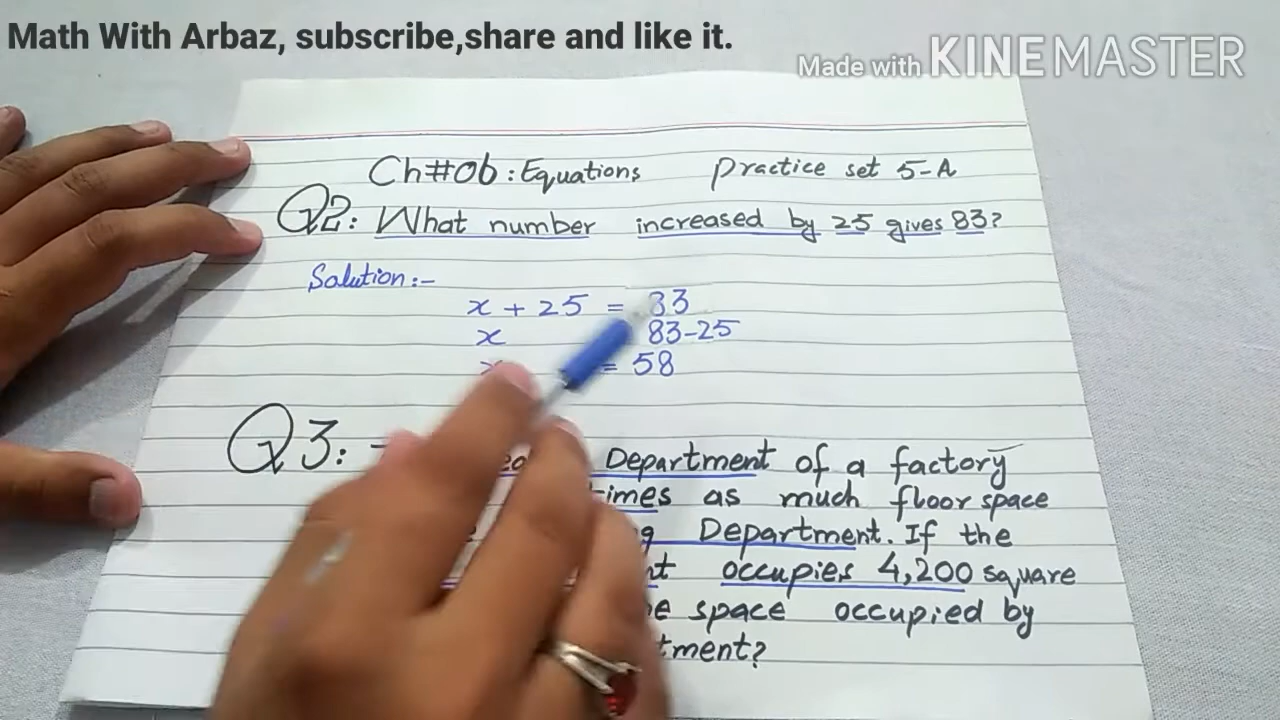 Math With Arbaz, subscribe,share and like it.
Made with KINEMASTER
Ch#06: Equations Practice set 5-A
Q2: What number increased by 25 gives 83?
Solution:-
x + 25 = 83
x 83-25
= 58
Q3: Department of a factory
times as much floor space
Department. If the
occupies 4,200 square
space occupied by